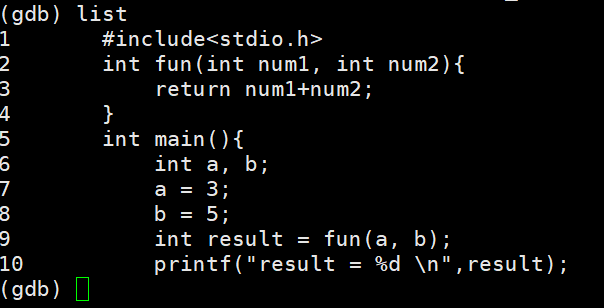 (gdb) list
1 #include<stdio.h>
2 int fun(int num1, int num2){
3 return num1+num2;
4 }
5 int main(){
6 int a, b;
7 a = 3;
8 b = 5;
9 int result = fun(a, b);
10 printf("result = %d \n",result);
(gdb)